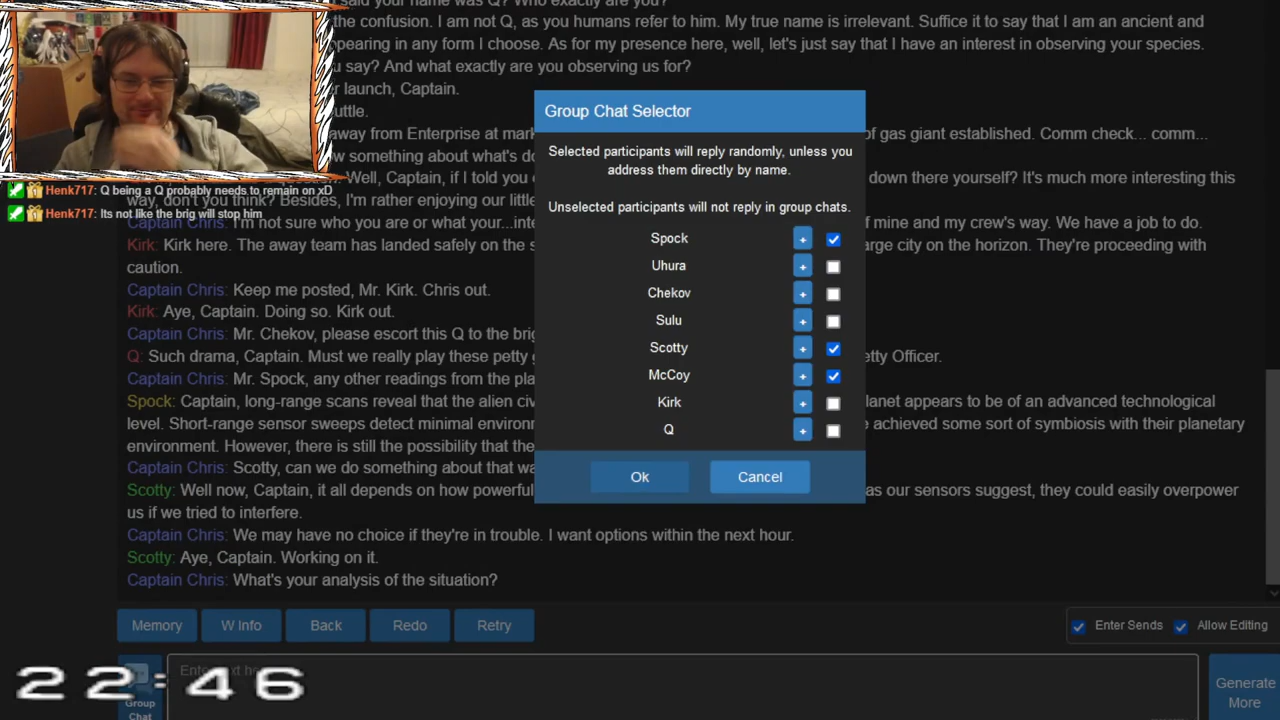 said your name was Q? Who exactly are you?
the confusion. I am not Q, as you humans refer to him. My true name is irrelevant. Suffice it to say that I am an ancient and
ppearing in any form I choose. As for my presence here, well, let's just say that I have an interest in observing your species.
u say? And what exactly are you observing us for?
r launch, Captain.
uttle.
away from Enterprise at mark
of gas giant established. Comm check... comm...
w something about what's do
Well, Captain, if I told you
down there yourself? It's much more interesting this
way, don't you think? Besides, I'm rather enjoying our little
Captain Chris: I'm not sure who you are or what your...inte
of mine and my crew's way. We have a job to do.
Kirk: Kirk here. The away team has landed safely on the s
arge city on the horizon. They're proceeding with
caution.
Captain Chris: Keep me posted, Mr. Kirk. Chris out.
Kirk: Aye, Captain. Doing so. Kirk out.
Captain Chris: Mr. Chekov, please escort this Q to the brig
Q: Such drama, Captain. Must we really play these petty g
etty Officer.
Captain Chris: Mr. Spock, any other readings from the pla
Spock: Captain, long-range scans reveal that the alien civ
planet appears to be of an advanced technological
level. Short-range sensor sweeps detect minimal environ
e achieved some sort of symbiosis with their planetary
environment. However, there is still the possibility that the
Captain Chris: Scotty, can we do something about that wa
Scotty: Well now, Captain, it all depends on how powerful
as our sensors suggest, they could easily overpower
us if we tried to interfere.
Captain Chris: We may have no choice if they're in trouble. I want options within the next hour.
Scotty: Aye, Captain. Working on it.
Captain Chris: What's your analysis of the situation?
Henk717: Q being a Q probably needs to remain on xD
Henk717: Its not like the brig will stop him
Group Chat Selector
Selected participants will reply randomly, unless you
address them directly by name.
Unselected participants will not reply in group chats.
Spock +
Uhura +
Chekov +
Sulu +
Scotty +
McCoy +
Kirk +
Q +
Ok Cancel
Memory W Info Back Redo Retry
Enter Sends Allow Editing
Group
Chat
Generate
More
22:46